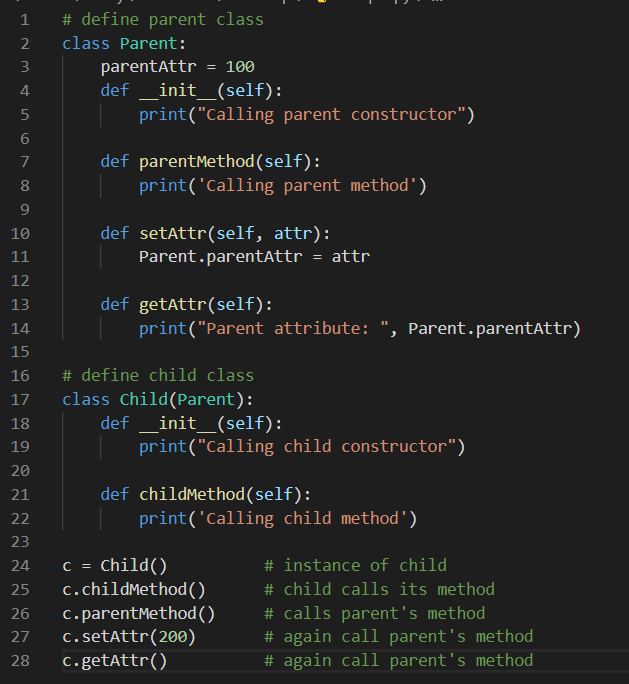 1 # define parent class
2 class Parent:
3     parentAttr = 100
4     def __init__(self):
5         print("Calling parent constructor")
6
7     def parentMethod(self):
8         print('Calling parent method')
9
10     def setAttr(self, attr):
11         Parent.parentAttr = attr
12
13     def getAttr(self):
14         print("Parent attribute: ", Parent.parentAttr)
15
16 # define child class
17 class Child(Parent):
18     def __init__(self):
19         print("Calling child constructor")
20
21     def childMethod(self):
22         print('Calling child method')
23
24 c = Child()          # instance of child
25 c.childMethod()      # child calls its method
26 c.parentMethod()     # calls parent's method
27 c.setAttr(200)       # again call parent's method
28 c.getAttr()          # again call parent's method